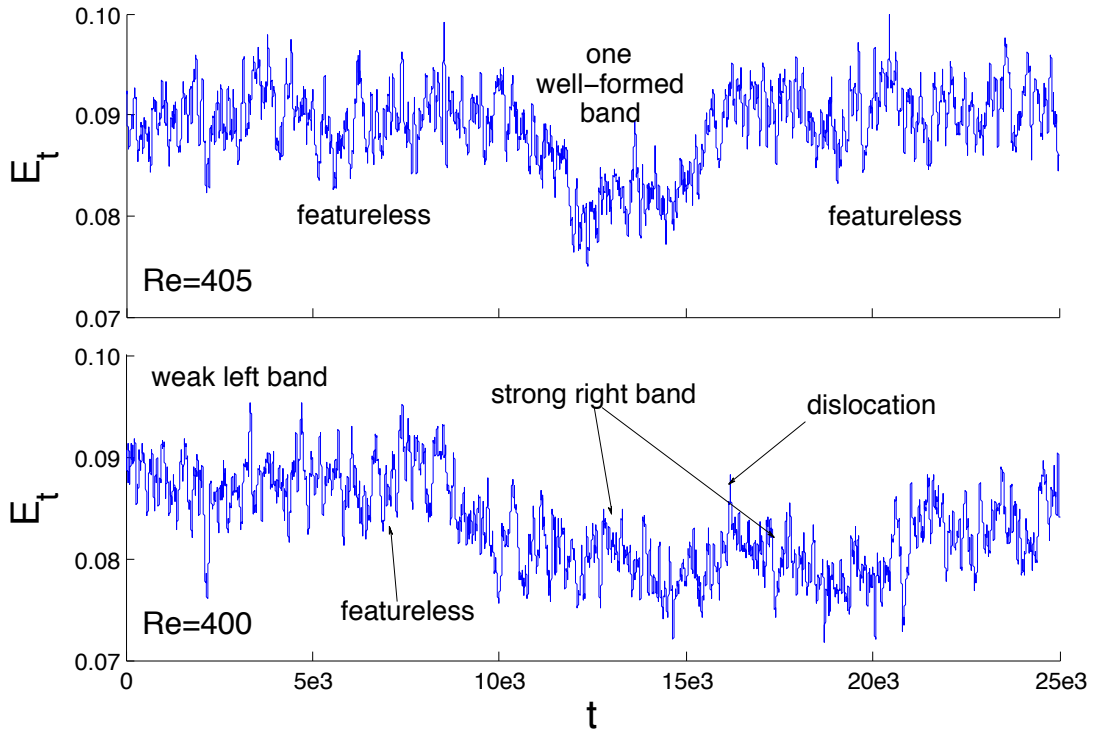 0.10
one
well–formed
band
0.09
E_t
0.08
featureless
featureless
Re=405
0.07
0.10
weak left band
strong right band
dislocation
0.09
E_t
0.08
featureless
Re=400
0.07
0 5e3 10e3 15e3 20e3 25e3
t